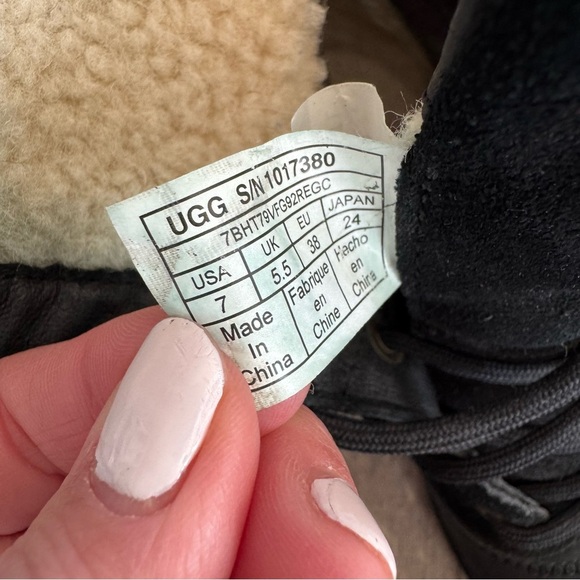 UGG S/N 1017380
7BHT79VFG92REGC
USA UK EU JAPAN
7 5.5 38 24
Made Fabrique Hecho
In en en
China Chine China